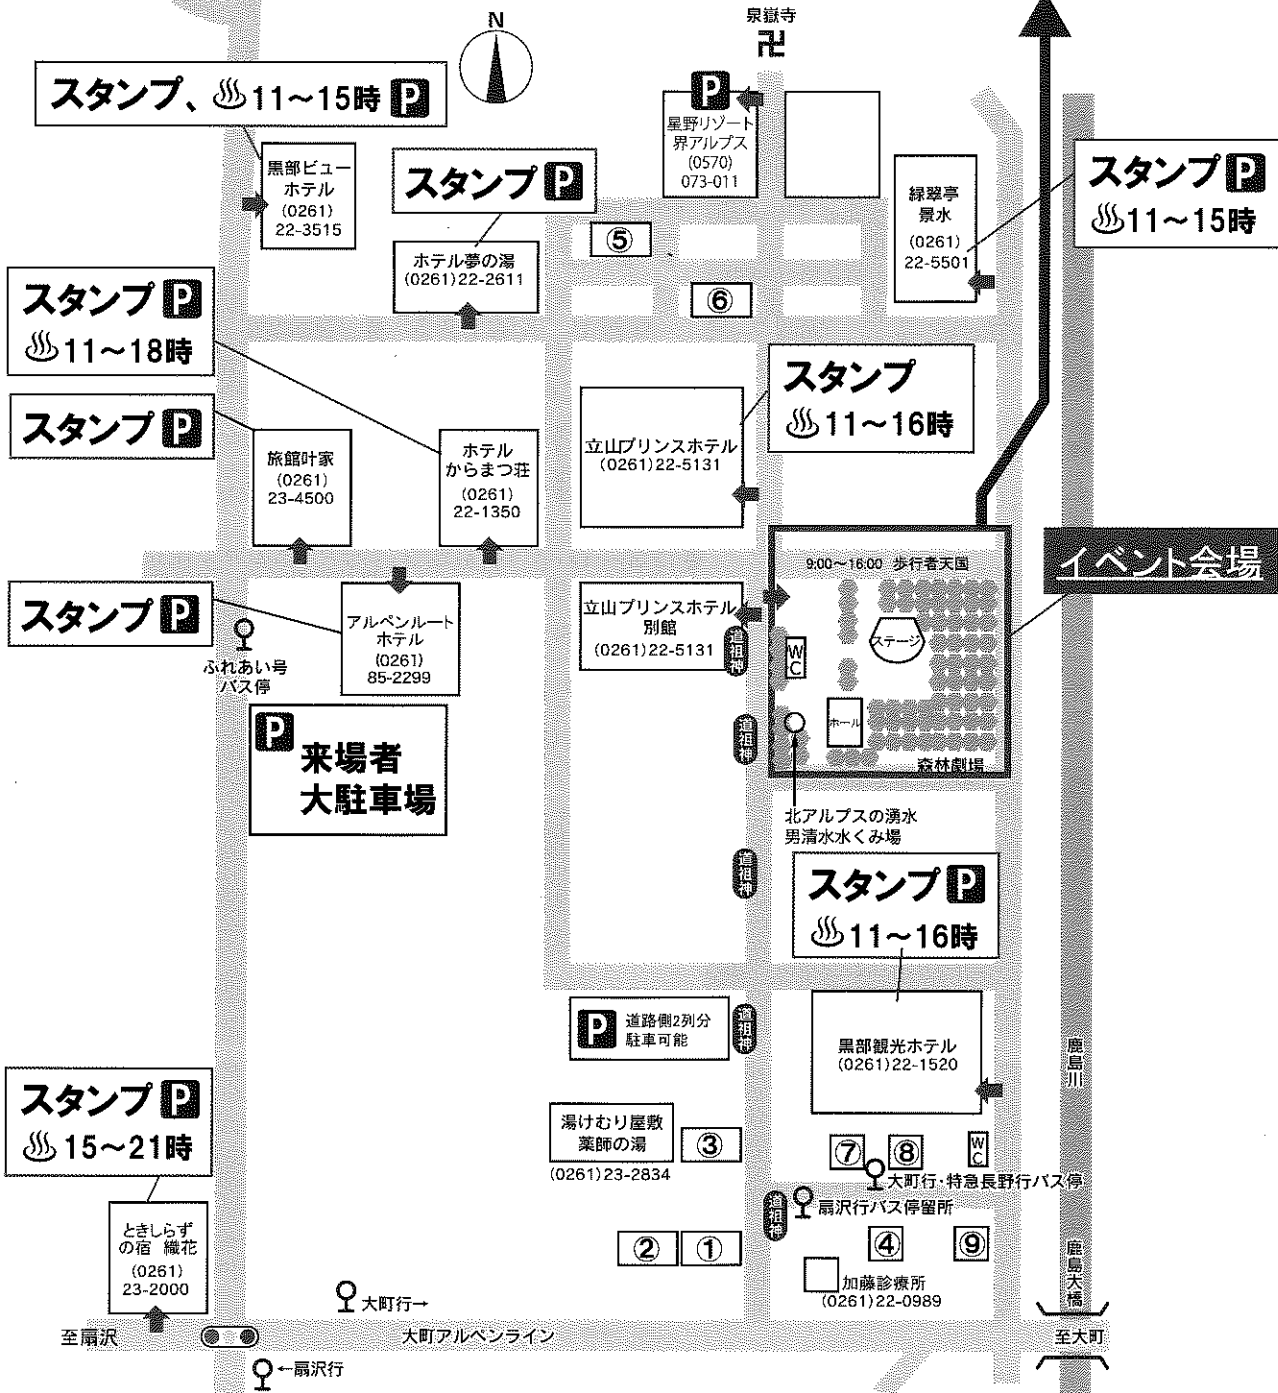 泉嶽寺
卍
N
スタンプ、♨11〜15時 P
黒部ビュー
ホテル
(0261)
22-3515
スタンプ P
ホテル夢の湯
(0261)22-2611
P
星野リゾート
界アルプス
(0570)
073-011
緑翠亭
景水
(0261)
22-5501
スタンプ P
♨11〜15時
⑤
⑥
スタンプ P
♨11〜18時
スタンプ P
旅館叶家
(0261)
23-4500
ホテル
からまつ荘
(0261)
22-1350
立山プリンスホテル
(0261)22-5131
スタンプ
♨11〜16時
イベント会場
9:00〜16:00 歩行者天国
ステージ
WC
ホール
森林劇場
スタンプ P
ふれあい号
バス停
アルペンルート
ホテル
(0261)
85-2299
立山プリンスホテル
別館
(0261)22-5131
道祖神
道祖神
P 来場者
大駐車場
北アルプスの湧水
男清水水くみ場
道祖神
スタンプ P
♨11〜16時
P 道路側2列分
駐車可能
道祖神
黒部観光ホテル
(0261)22-1520
鹿島川
スタンプ P
♨15〜21時
湯けむり屋敷
薬師の湯
(0261)23-2834
③
⑦
⑧
WC
大町行・特急長野行バス停
道祖神
扇沢行バス停留所
ときしらず
の宿 織花
(0261)
23-2000
②
①
④
⑨
加藤診療所
(0261)22-0989
鹿島大橋
大町行→
至扇沢
大町アルペンライン
至大町
←扇沢行